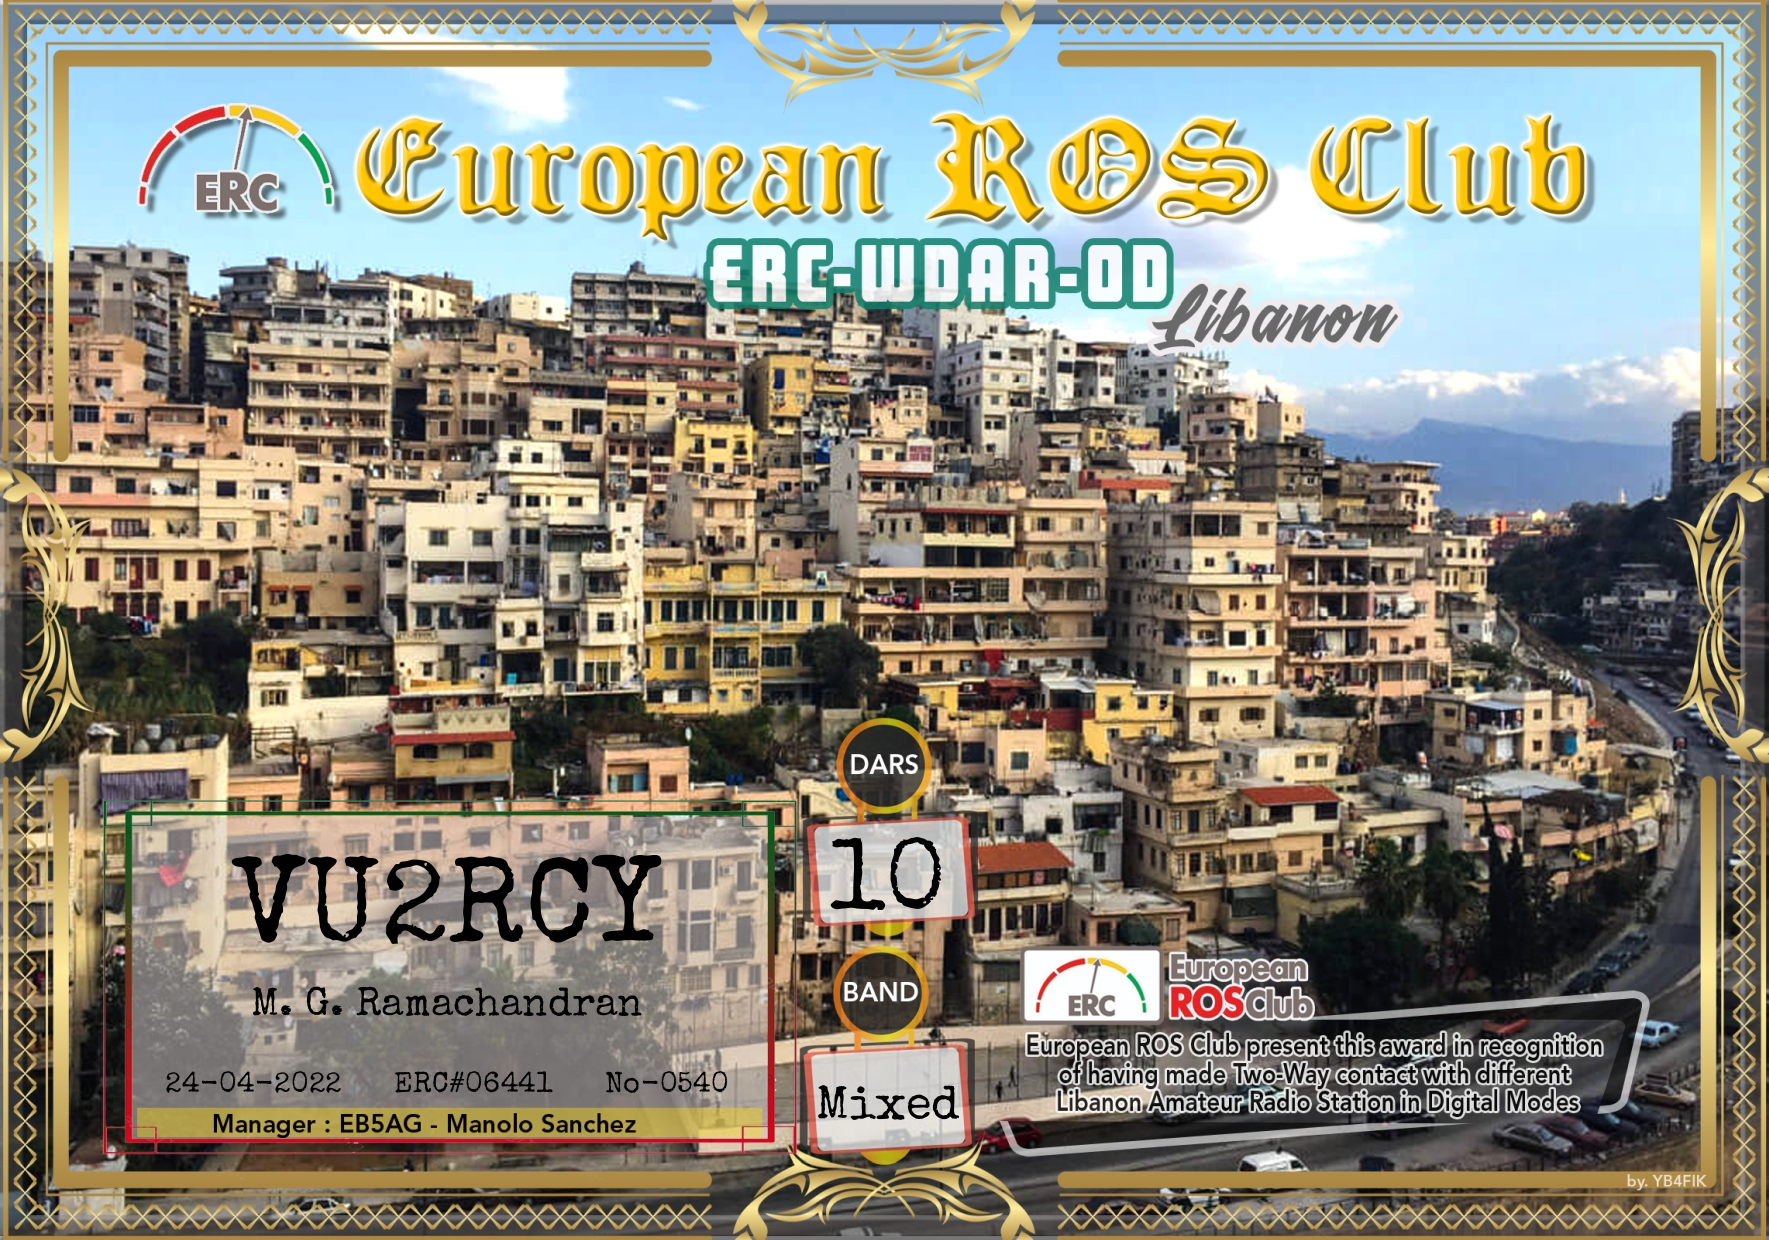 ERC
European ROS Club
ERC-WDAR-OD
Libanon
DARS
10
BAND
Mixed
VU2RCY
M. G. Ramachandran
24-04-2022 ERC#06441 No-0540
Manager : EB5AG - Manolo Sanchez
ERC
European
ROSClub
European ROS Club present this award in recognition
of having made Two-Way contact with different
Libanon Amateur Radio Station in Digital Modes
by. YB4FIK